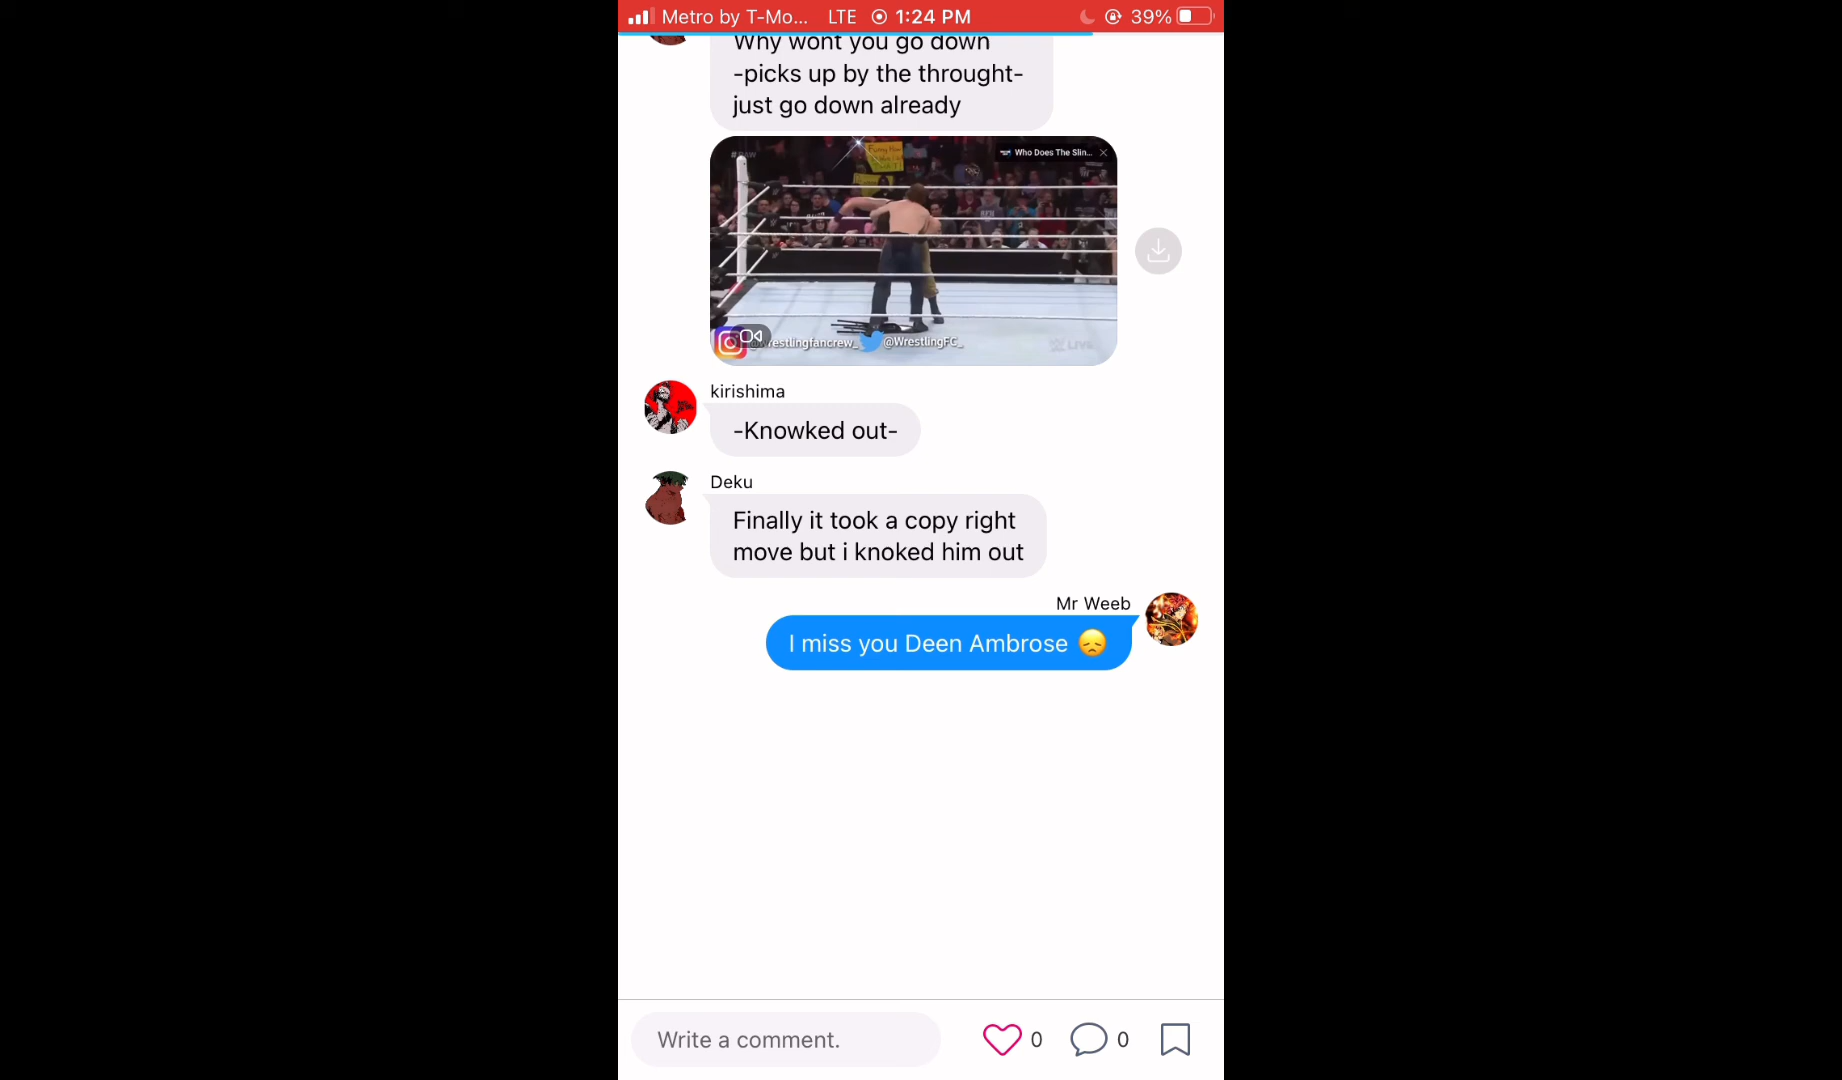 Metro by T-Mo... LTE 1:24 PM 39%
Why wont you go down
-picks up by the throught-
just go down already
#RAW
Who Does The Slin...
@WrestlingFC_
LIVE
kirishima
-Knowked out-
Deku
Finally it took a copy right
move but i knoked him out
Mr Weeb
I miss you Deen Ambrose 😞
Write a comment.
0
0